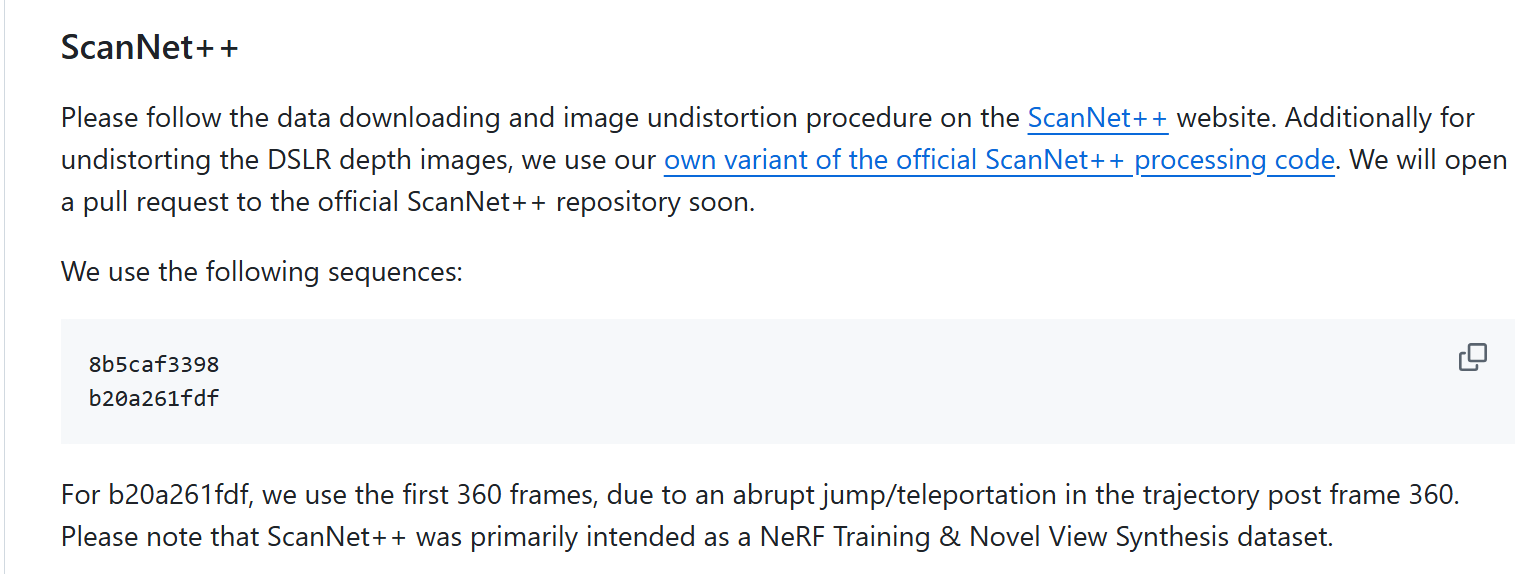 ScanNet++
Please follow the data downloading and image undistortion procedure on the ScanNet++ website. Additionally for
undistorting the DSLR depth images, we use our own variant of the official ScanNet++ processing code. We will open
a pull request to the official ScanNet++ repository soon.
We use the following sequences:
8b5caf3398
b20a261fdf
For b20a261fdf, we use the first 360 frames, due to an abrupt jump/teleportation in the trajectory post frame 360.
Please note that ScanNet++ was primarily intended as a NeRF Training & Novel View Synthesis dataset.